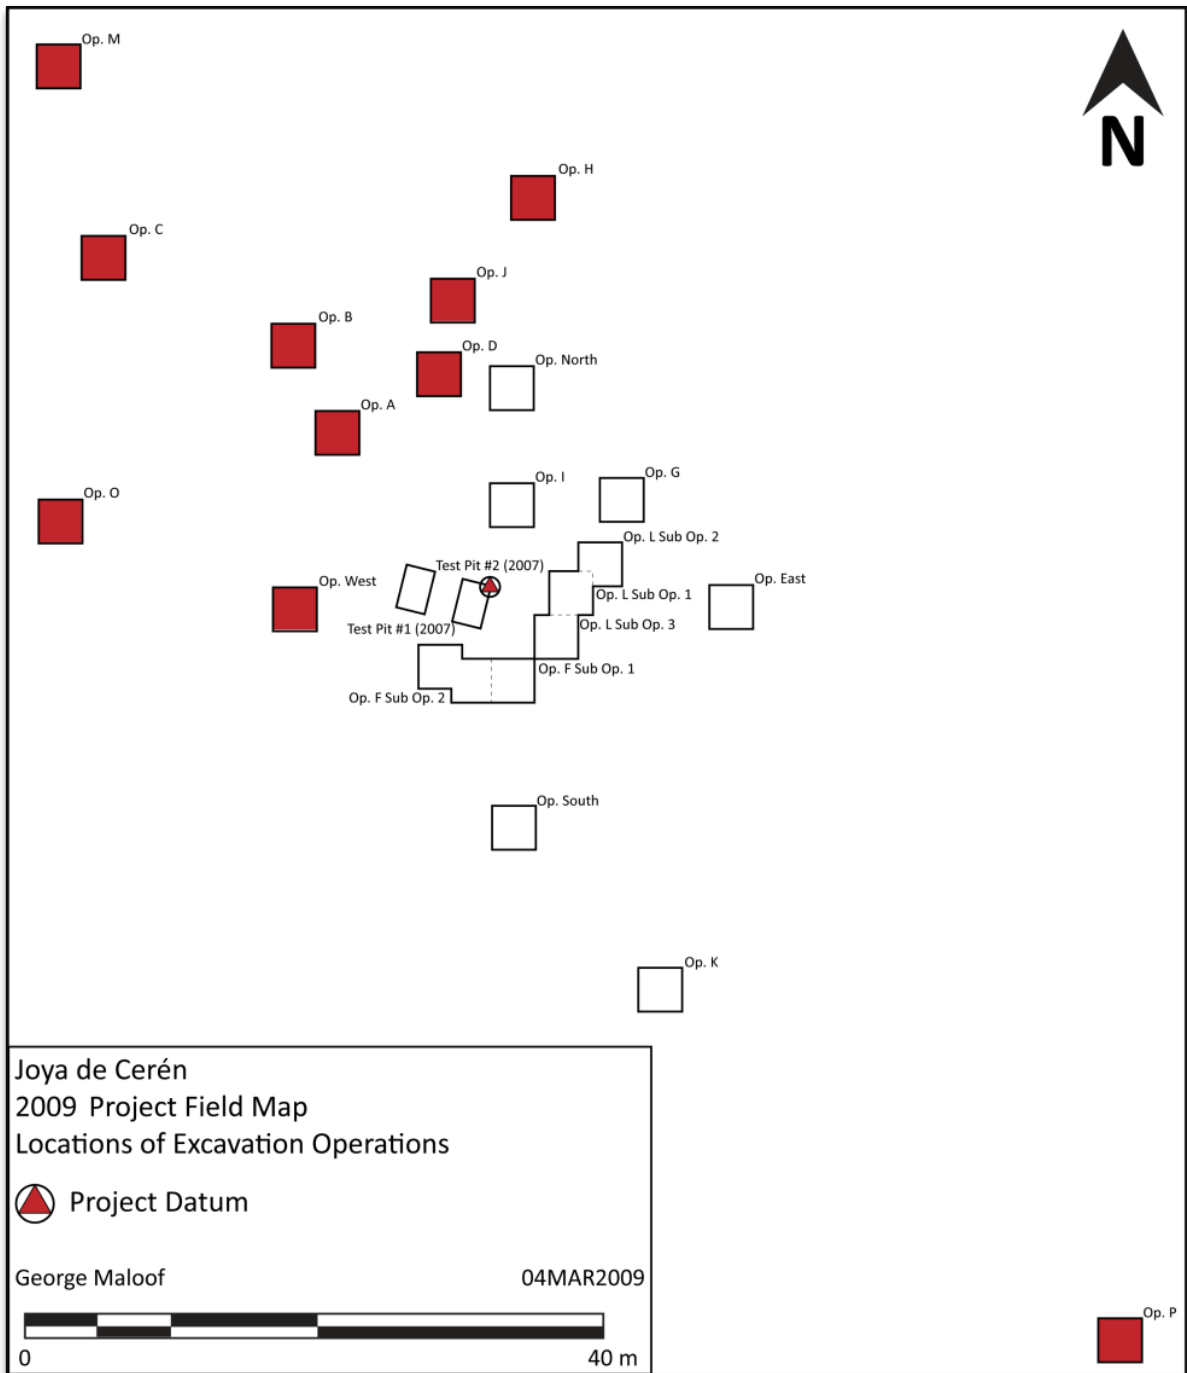 Op. M
N
Op. H
Op. C
Op. J
Op. B
Op. D
Op. North
Op. A
Op. I
Op. G
Op. O
Op. L Sub Op. 2
Test Pit #2 (2007)
Op. West
Op. East
Op. L Sub Op. 1
Test Pit #1 (2007)
Op. L Sub Op. 3
Op. F Sub Op. 1
Op. F Sub Op. 2
Op. South
Op. K
Joya de Cerén
2009 Project Field Map
Locations of Excavation Operations
Project Datum
George Maloof 04MAR2009
0 40 m
Op. P